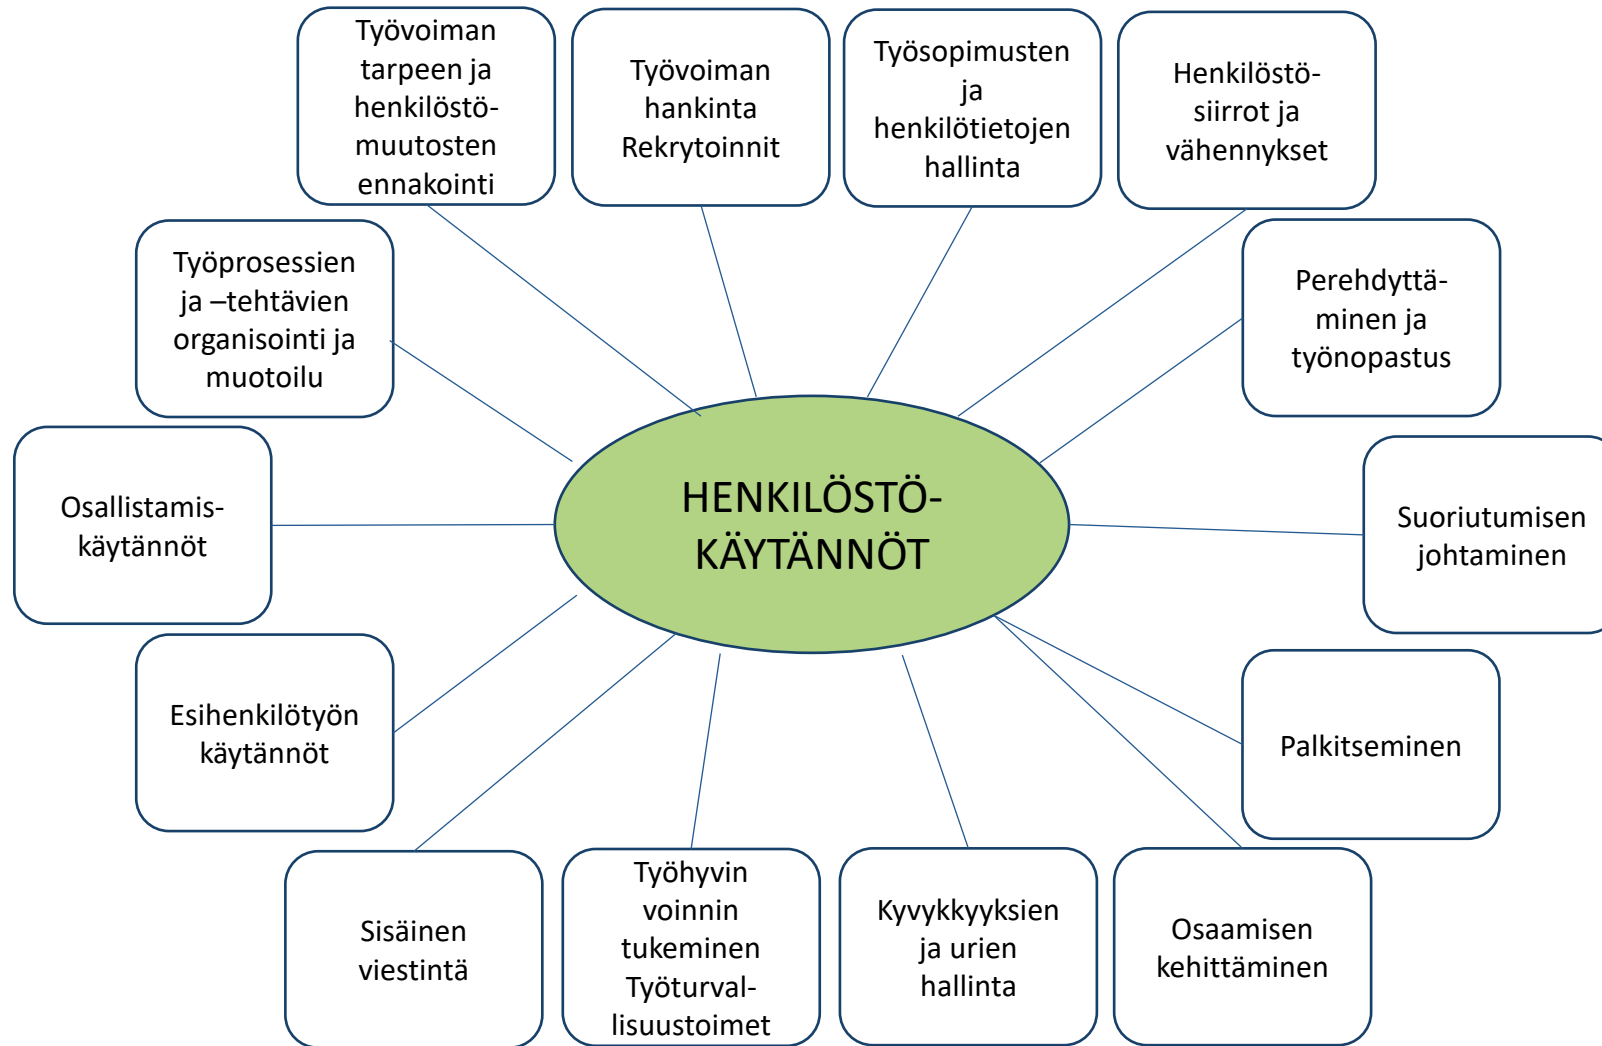 Työvoiman
tarpeen ja
henkilöstö-
muutosten
ennakointi
Työvoiman
hankinta
Rekrytoinnit
Työsopimusten
ja
henkilötietojen
hallinta
Henkilöstö-
siirrot ja
vähennykset
Työprosessien
ja –tehtävien
organisointi ja
muotoilu
Perehdyttä-
minen ja
työnopastus
Osallistamis-
käytännöt
HENKILÖSTÖ-
KÄYTÄNNÖT
Suoriutumisen
johtaminen
Esihenkilötyön
käytännöt
Palkitseminen
Sisäinen
viestintä
Työhyvin
voinnin
tukeminen
Työturval-
lisuustoimet
Kyvykkyyksien
ja urien
hallinta
Osaamisen
kehittäminen